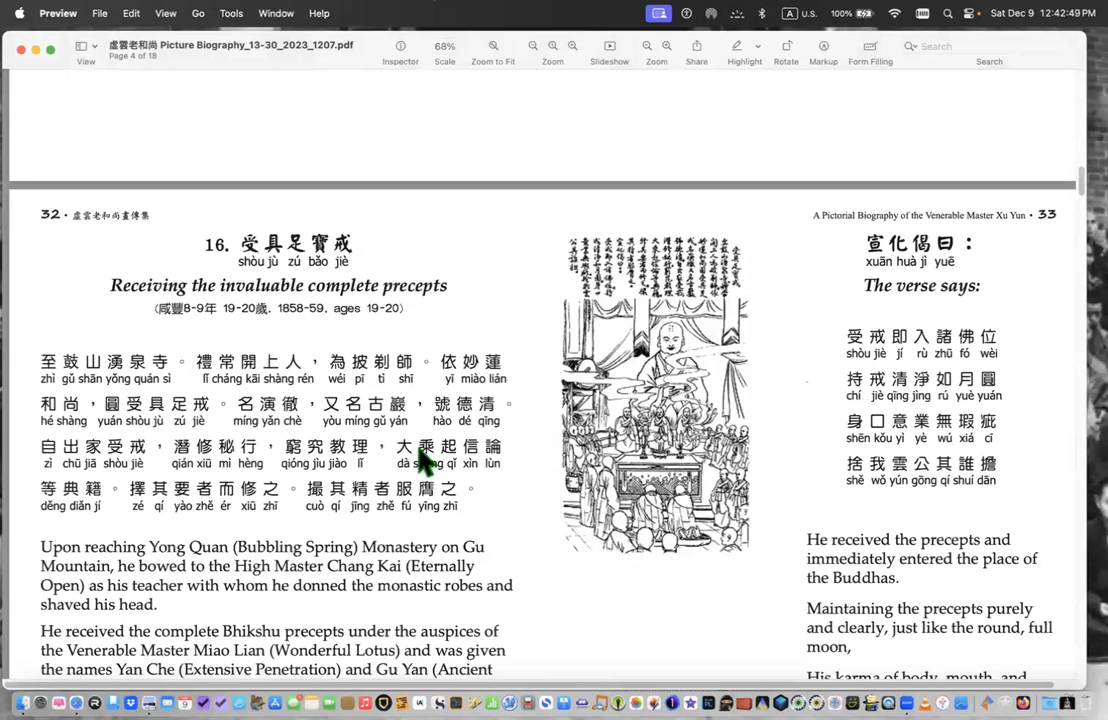 Preview File Edit View Go Tools Window Help
U.S. 100% Sat Dec 9 12:42:49 PM
虛雲老和尚 Picture Biography_13-30_2023_1207.pdf
Page 4 of 18
68%
Search
View Inspector Scale Zoom to Fit Zoom Slideshow Zoom Share Highlight Rotate Markup Form Filling Search
32 • 虛雲老和尚畫傳集
16. 受具足寶戒
shòu jù zú bǎo jiè
Receiving the invaluable complete precepts
(咸豐8-9年 19-20歲. 1858-59, ages 19-20)
至鼓山湧泉寺。禮常開上人，為披剃師。依妙蓮
zhì gǔ shān yǒng quán sì lǐ cháng kāi shàng rén wéi pī tì shī yī miào lián
和尚，圓受具足戒。名演徹，又名古巖，號德清。
hé shàng yuán shòu jù zú jiè míng yǎn chè yòu míng gǔ yán hào dé qīng
自出家受戒，潛修秘行，窮究教理，大乘起信論
zì chū jiā shòu jiè qián xiū mì hèng qióng jìu jiào lǐ dà qǐ xìn lùn
等典籍。擇其要者而修之。撮其精者服膺之。
děng diǎn jí zé qí yào zhě ér xiū zhī cuò qí jīng zhě fú yīng zhī
Upon reaching Yong Quan (Bubbling Spring) Monastery on Gu
Mountain, he bowed to the High Master Chang Kai (Eternally
Open) as his teacher with whom he donned the monastic robes and
shaved his head.
He received the complete Bhikshu precepts under the auspices of
the Venerable Master Miao Lian (Wonderful Lotus) and was given
the names Yan Che (Extensive Penetration) and Gu Yan (Ancient
A Pictorial Biography of the Venerable Master Xu Yun • 33
宣化偈曰：
xuān huà jì yuē
The verse says:
受戒即入諸佛位
shòu jiè jí rù zhū fó wèi
持戒清淨如月圓
chí jiè qīng jìng rú yuè yuán
身口意業無瑕疵
shēn kǒu yì yè wú xiá cī
捨我雲公其誰擔
shě wǒ yún gōng qí shuí dān
He received the precepts and
immediately entered the place of
the Buddhas.
Maintaining the precepts purely
and clearly, just like the round, full
moon,
His karma of body, mouth, and